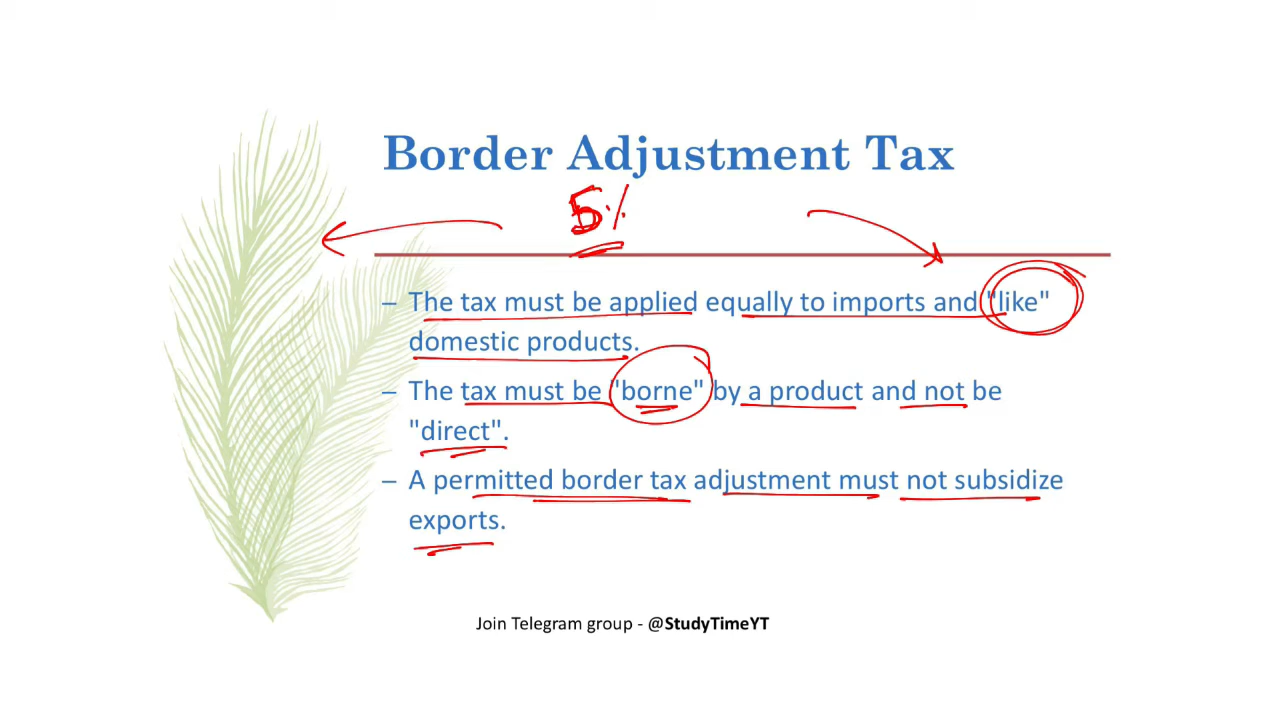 Border Adjustment Tax
5%
– The tax must be applied equally to imports and "like"
domestic products.
– The tax must be "borne" by a product and not be
"direct".
– A permitted border tax adjustment must not subsidize
exports.
Join Telegram group - @StudyTimeYT